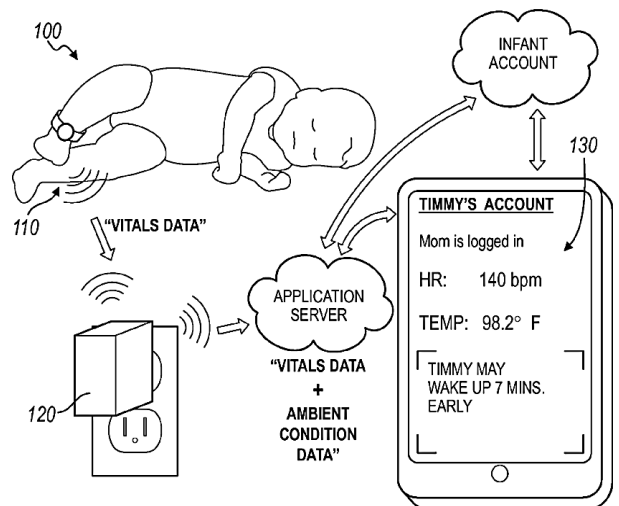 100
INFANT
ACCOUNT
130
110
"VITALS DATA"
TIMMY'S ACCOUNT
Mom is logged in
HR: 140 bpm
TEMP: 98.2° F
TIMMY MAY
WAKE UP 7 MINS.
EARLY
APPLICATION
SERVER
"VITALS DATA
+
AMBIENT
CONDITION
DATA"
120